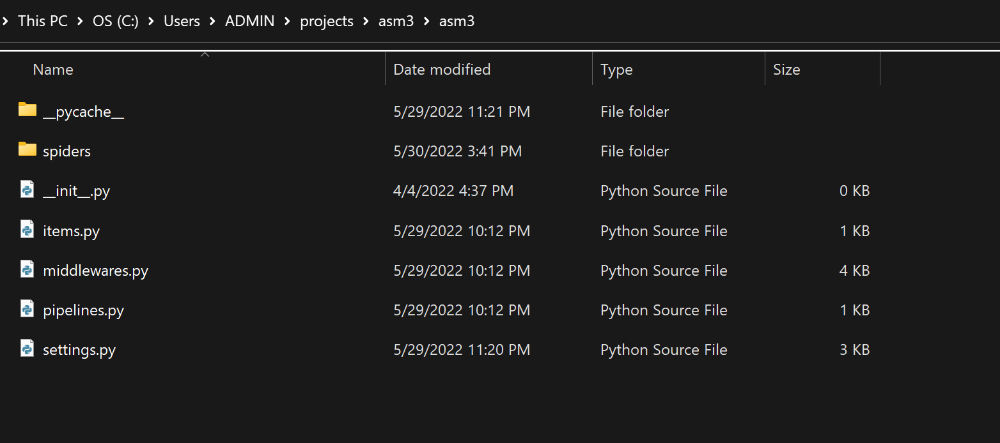 This PC > OS (C:) > Users > ADMIN > projects > asm3 > asm3
Name Date modified Type Size
__pycache__ 5/29/2022 11:21 PM File folder
spiders 5/30/2022 3:41 PM File folder
__init__.py 4/4/2022 4:37 PM Python Source File 0 KB
items.py 5/29/2022 10:12 PM Python Source File 1 KB
middlewares.py 5/29/2022 10:12 PM Python Source File 4 KB
pipelines.py 5/29/2022 10:12 PM Python Source File 1 KB
settings.py 5/29/2022 11:20 PM Python Source File 3 KB